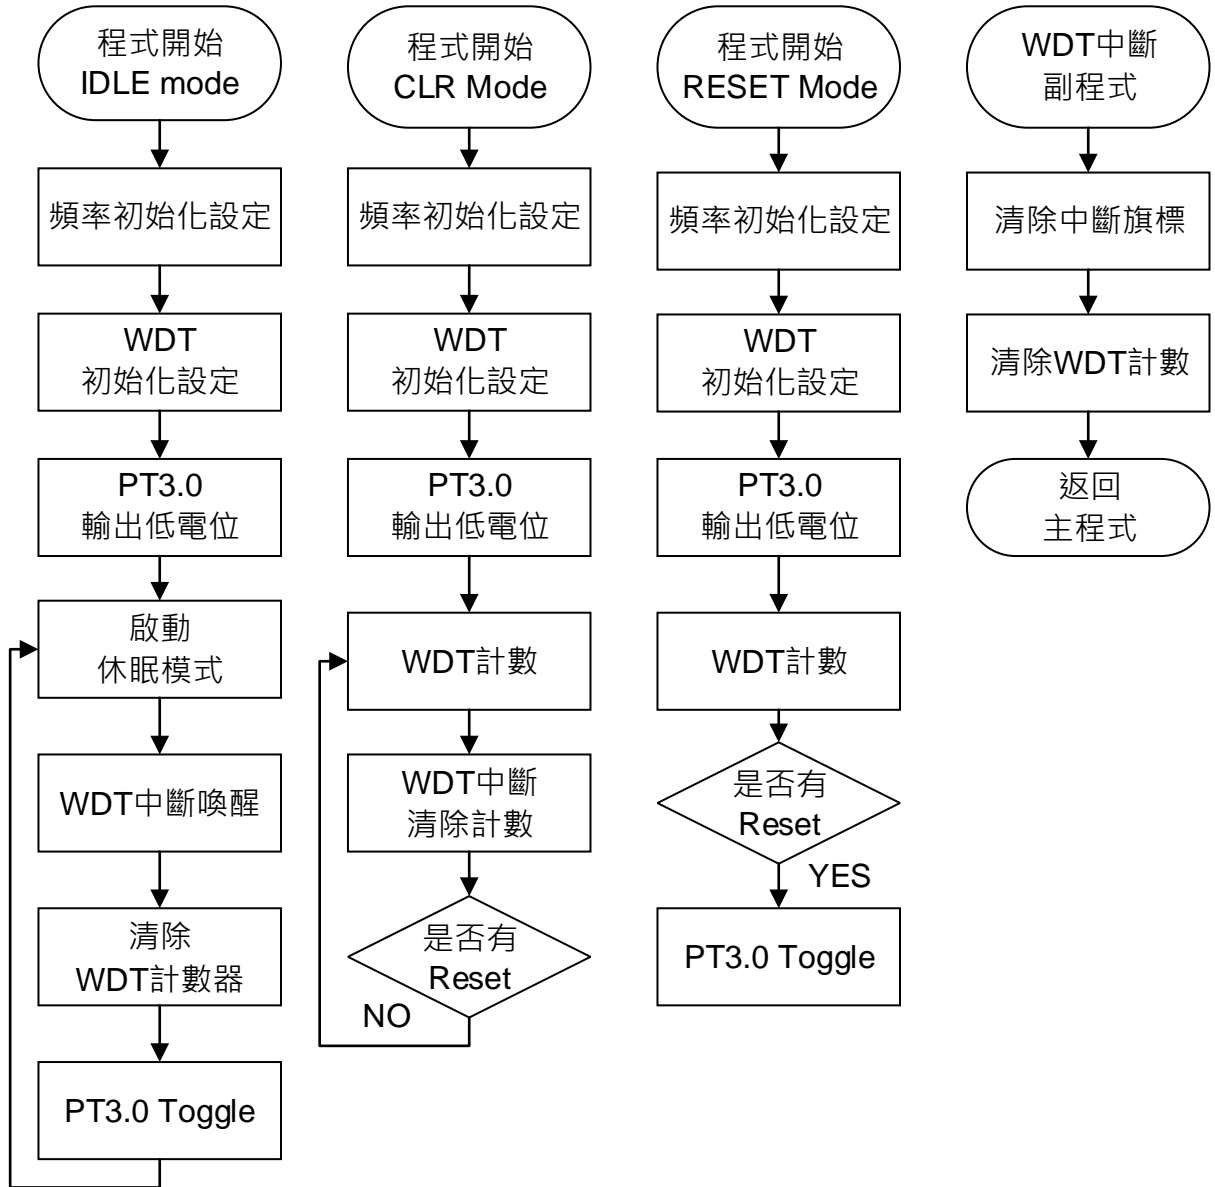 程式開始
IDLE mode
頻率初始化設定
WDT
初始化設定
PT3.0
輸出低電位
啟動
休眠模式
WDT中斷喚醒
清除
WDT計數器
PT3.0 Toggle
程式開始
CLR Mode
頻率初始化設定
WDT
初始化設定
PT3.0
輸出低電位
WDT計數
WDT中斷
清除計數
是否有
Reset
NO
程式開始
RESET Mode
頻率初始化設定
WDT
初始化設定
PT3.0
輸出低電位
WDT計數
是否有
Reset
YES
PT3.0 Toggle
WDT中斷
副程式
清除中斷旗標
清除WDT計數
返回
主程式